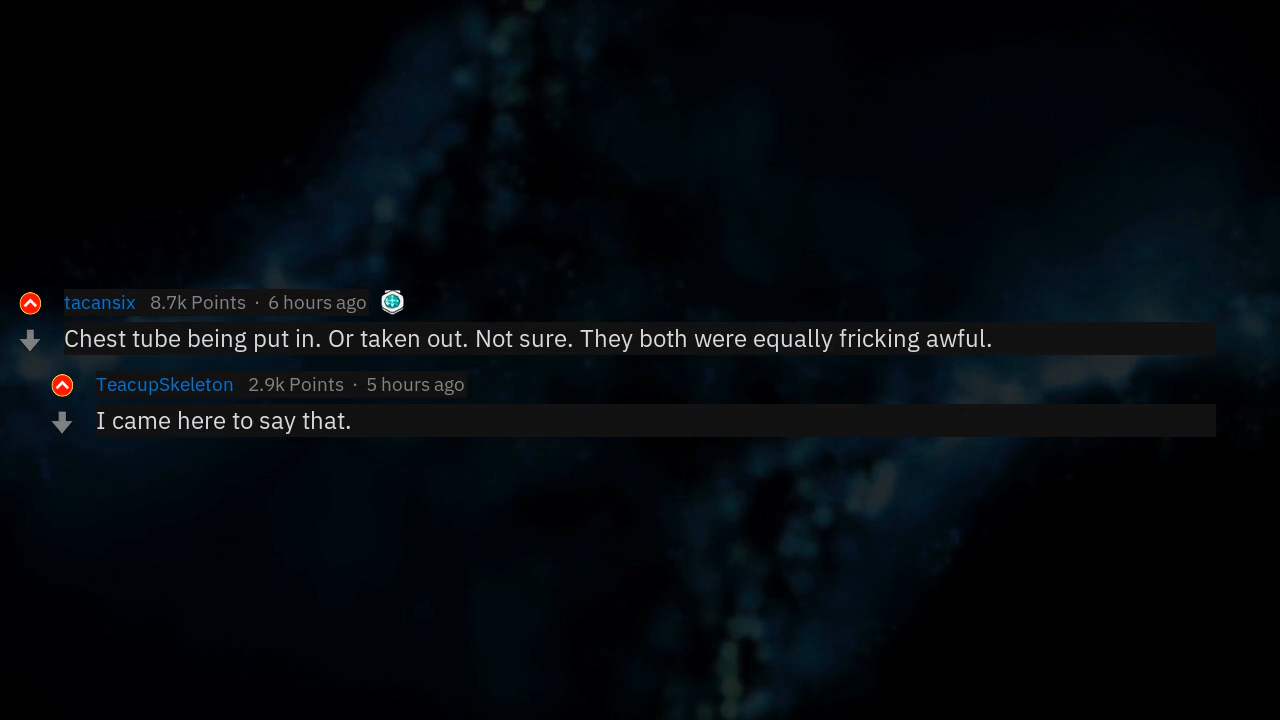 tacansix 8.7k Points · 6 hours ago
Chest tube being put in. Or taken out. Not sure. They both were equally fricking awful.
TeacupSkeleton 2.9k Points · 5 hours ago
I came here to say that.